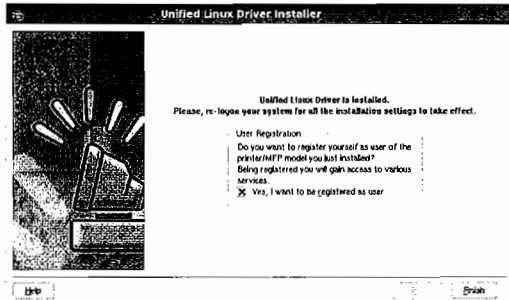 Unified Linux Driver Installer
Unified Linux Driver is installed.
Please, re-logon your system for all the installation settings to take effect.
User Registration
Do you want to register yourself as user of the
printer/MFP model you just installed?
Being registered you will gain access to various
services.
Yes, I want to be registered as user
Help
Finish